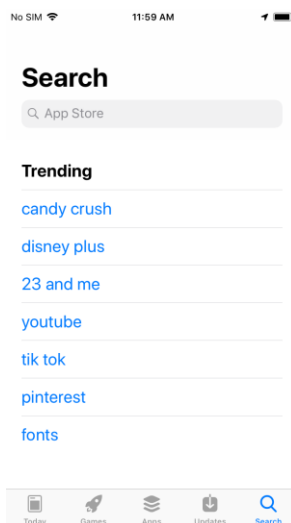 No SIM 11:59 AM
Search
App Store
Trending
candy crush
disney plus
23 and me
youtube
tik tok
pinterest
fonts
Today Games Apps Updates Search